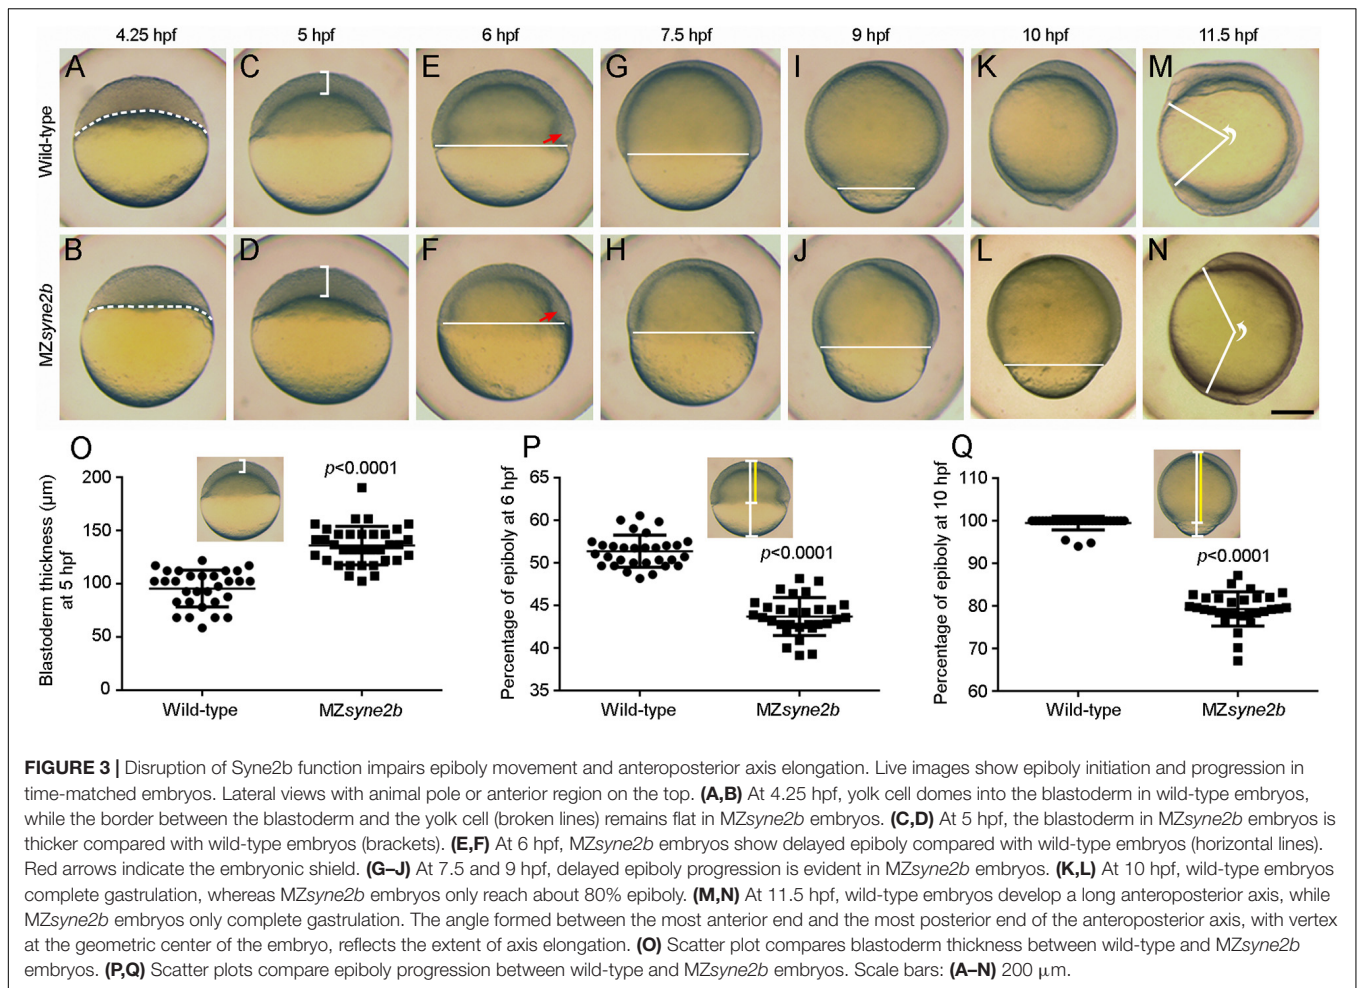 4.25 hpf 5 hpf 6 hpf 7.5 hpf 9 hpf 10 hpf 11.5 hpf
Wild-type
A C E G I K M
MZsyne2b
B D F H J L N
O
Blastoderm thickness (µm)
at 5 hpf
200
150
100
50
0
p<0.0001
Wild-type MZsyne2b
P
Percentage of epiboly at 6 hpf
65
60
55
50
45
40
35
p<0.0001
Wild-type MZsyne2b
Q
Percentage of epiboly at 10 hpf
110
100
90
80
70
60
p<0.0001
Wild-type MZsyne2b
FIGURE 3 | Disruption of Syne2b function impairs epiboly movement and anteroposterior axis elongation. Live images show epiboly initiation and progression in
time-matched embryos. Lateral views with animal pole or anterior region on the top. (A,B) At 4.25 hpf, yolk cell domes into the blastoderm in wild-type embryos,
while the border between the blastoderm and the yolk cell (broken lines) remains flat in MZsyne2b embryos. (C,D) At 5 hpf, the blastoderm in MZsyne2b embryos is
thicker compared with wild-type embryos (brackets). (E,F) At 6 hpf, MZsyne2b embryos show delayed epiboly compared with wild-type embryos (horizontal lines).
Red arrows indicate the embryonic shield. (G–J) At 7.5 and 9 hpf, delayed epiboly progression is evident in MZsyne2b embryos. (K,L) At 10 hpf, wild-type embryos
complete gastrulation, whereas MZsyne2b embryos only reach about 80% epiboly. (M,N) At 11.5 hpf, wild-type embryos develop a long anteroposterior axis, while
MZsyne2b embryos only complete gastrulation. The angle formed between the most anterior end and the most posterior end of the anteroposterior axis, with vertex
at the geometric center of the embryo, reflects the extent of axis elongation. (O) Scatter plot compares blastoderm thickness between wild-type and MZsyne2b
embryos. (P,Q) Scatter plots compare epiboly progression between wild-type and MZsyne2b embryos. Scale bars: (A–N) 200 µm.